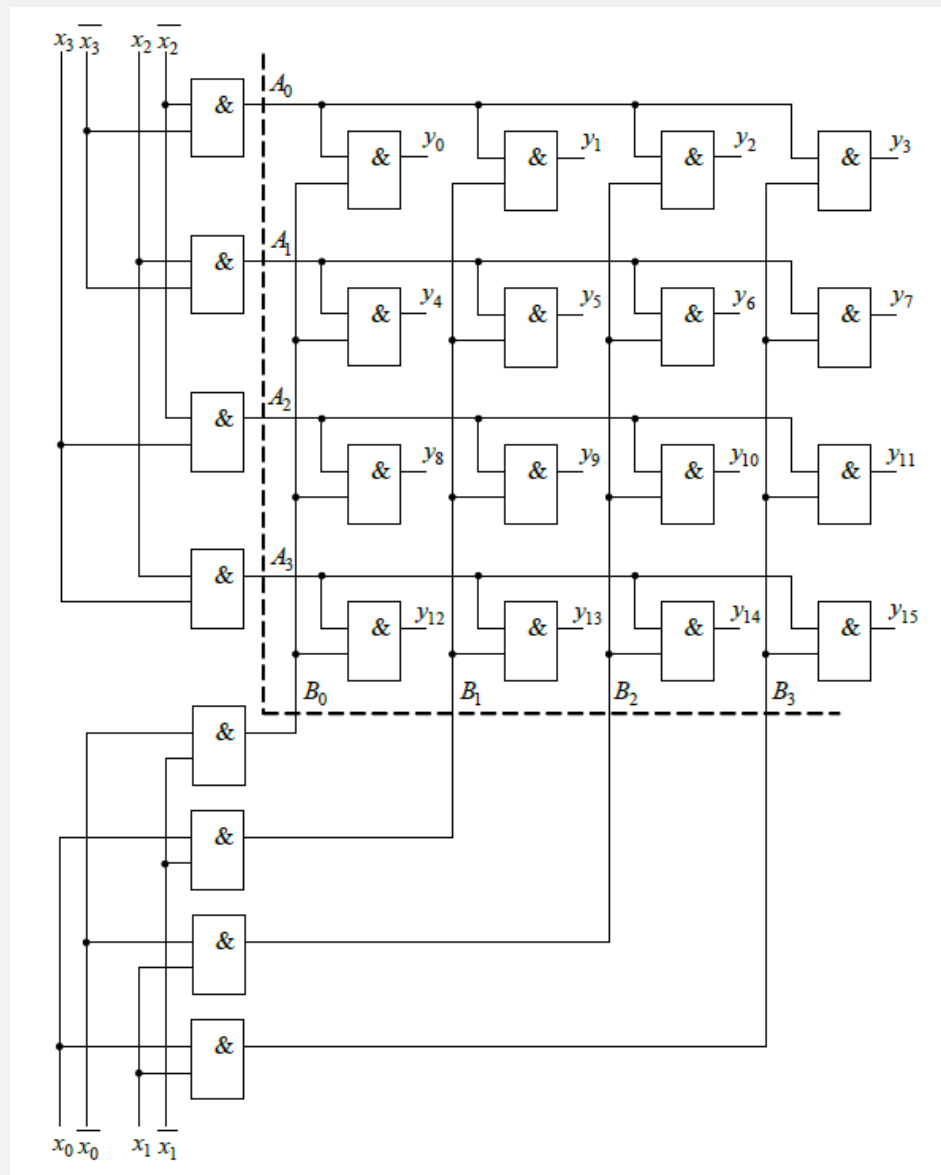 x₃ x̅₃ x₂ x̅₂
& A₀
& y₀ & y₁ & y₂ & y₃
& A₁
& y₄ & y₅ & y₆ & y₇
& A₂
& y₈ & y₉ & y₁₀ & y₁₁
& A₃
& y₁₂ & y₁₃ & y₁₄ & y₁₅
B₀ B₁ B₂ B₃
&
&
&
&
x₀ x̅₀ x₁ x̅₁